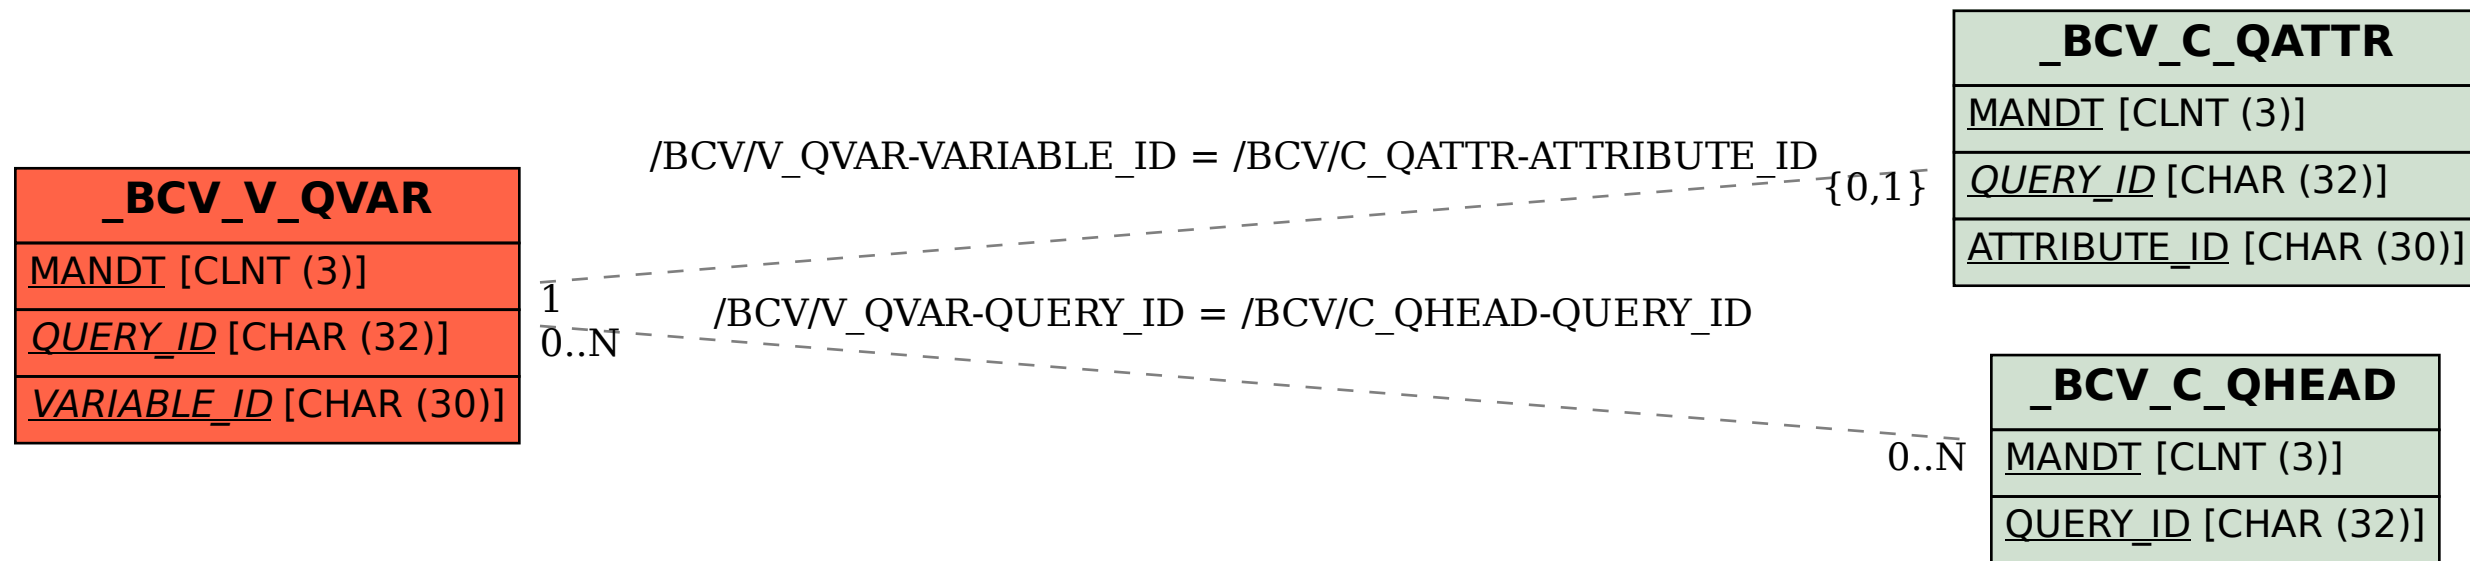 _BCV_V_QVAR
MANDT [CLNT (3)]
QUERY_ID [CHAR (32)]
VARIABLE_ID [CHAR (30)]
/BCV/V_QVAR-VARIABLE_ID = /BCV/C_QATTR-ATTRIBUTE_ID
{0,1}
1
/BCV/V_QVAR-QUERY_ID = /BCV/C_QHEAD-QUERY_ID
0..N
0..N
_BCV_C_QATTR
MANDT [CLNT (3)]
QUERY_ID [CHAR (32)]
ATTRIBUTE_ID [CHAR (30)]
_BCV_C_QHEAD
MANDT [CLNT (3)]
QUERY_ID [CHAR (32)]